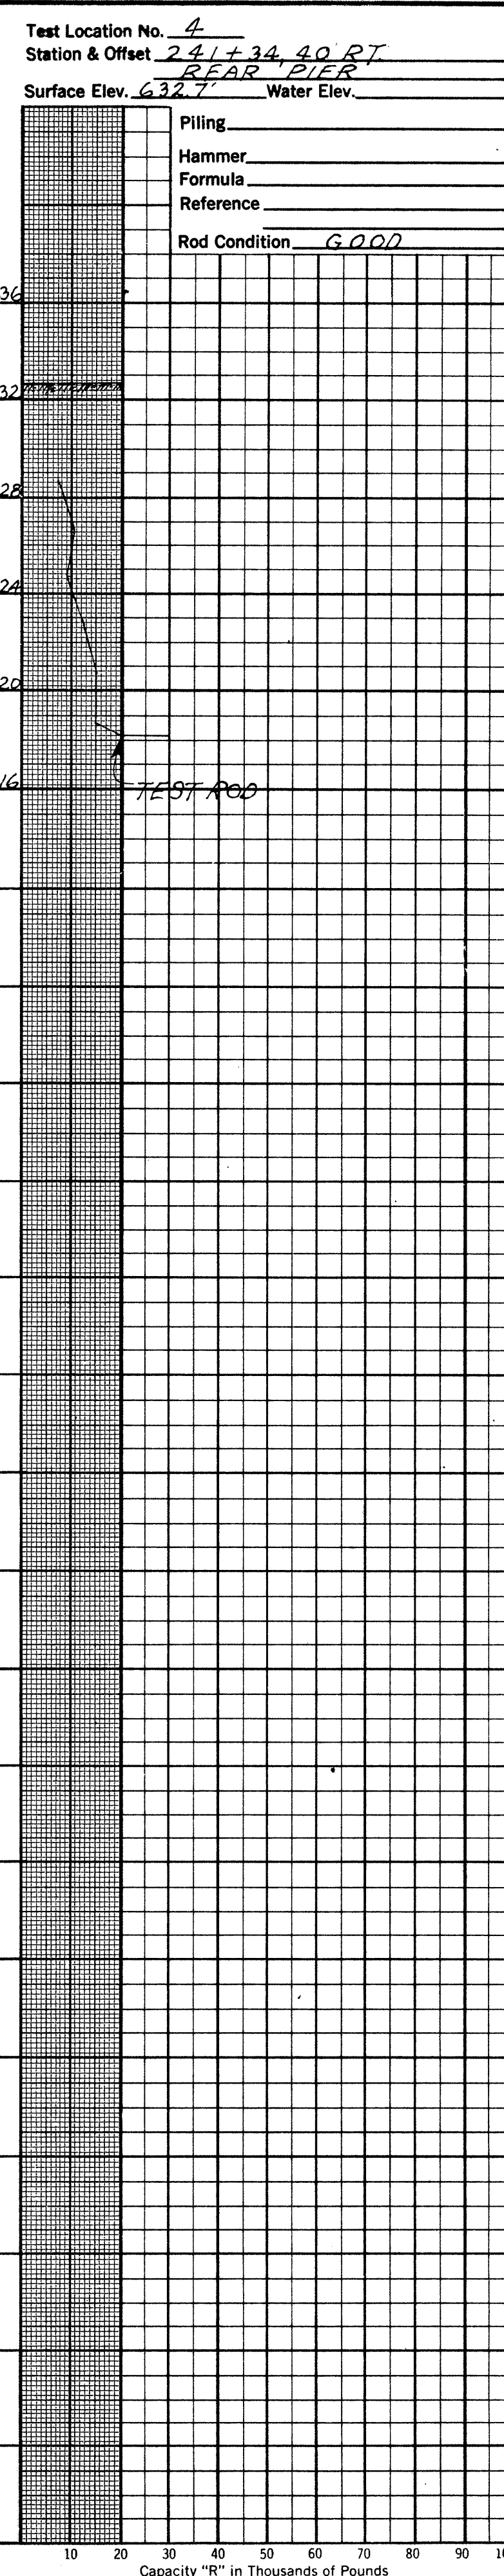 Test Location No. 4
Station & Offset 241+34, 40' RT.
REAR PIER
Surface Elev. 632.7' Water Elev.
Piling
Hammer
Formula
Reference
Rod Condition GOOD
36
32
28
24
20
16
TEST ROD
10 20 30 40 50 60 70 80 90 10
Capacity "R" in Thousands of Pounds